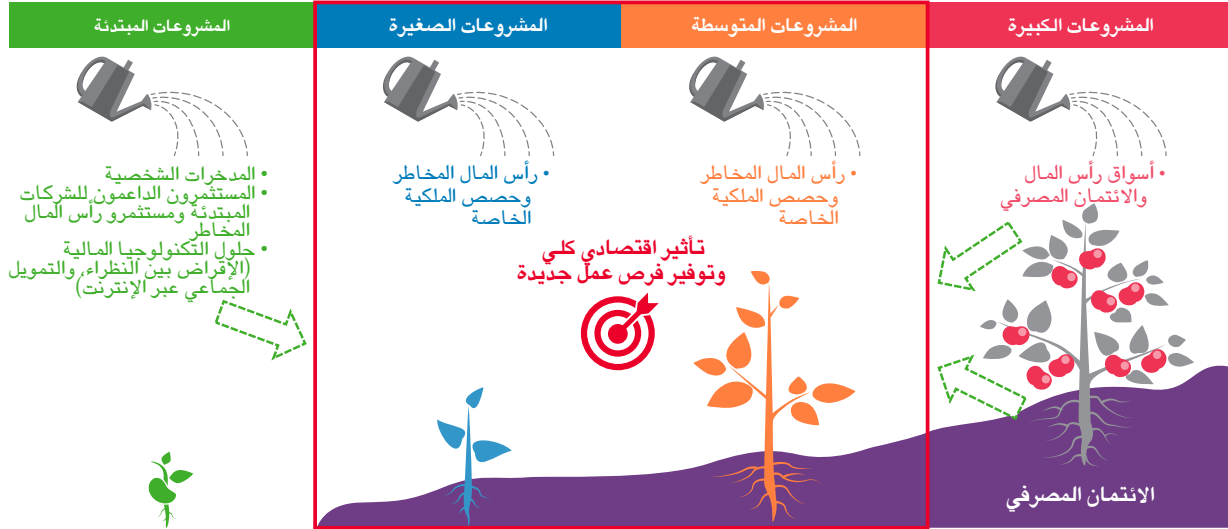 المشروعات المبتدئة
المشروعات الصغيرة
المشروعات المتوسطة
المشروعات الكبيرة
• المدخرات الشخصية
• المستثمرون الداعمون للشركات
المبتدئة ومستثمرو رأس المال
المخاطر
• حلول التكنولوجيا المالية
(الإقراض بين النظراء، والتمويل
الجماعي عبر الإنترنت)
• رأس المال المخاطر
وحصص الملكية
الخاصة
• رأس المال المخاطر
وحصص الملكية
الخاصة
• أسواق رأس المال
والائتمان المصرفي
تأثير اقتصادي كلي
وتوفير فرص عمل جديدة
الائتمان المصرفي